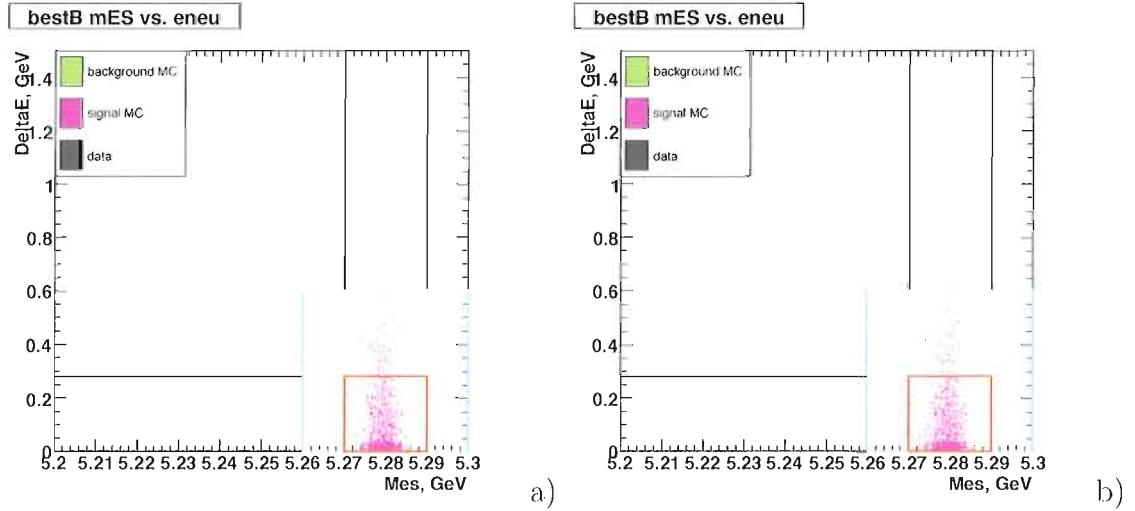 bestB mES vs. eneu
DeltaE, GeV
background MC
signal MC
data
1.4
1.2
1
0.8
0.6
0.4
0.2
0
5.2 5.21 5.22 5.23 5.24 5.25 5.26 5.27 5.28 5.29 5.3
Mes, GeV
a)
bestB mES vs. eneu
DeltaE, GeV
background MC
signal MC
data
1.4
1.2
1
0.8
0.6
0.4
0.2
0
5.2 5.21 5.22 5.23 5.24 5.25 5.26 5.27 5.28 5.29 5.3
Mes, GeV
b)